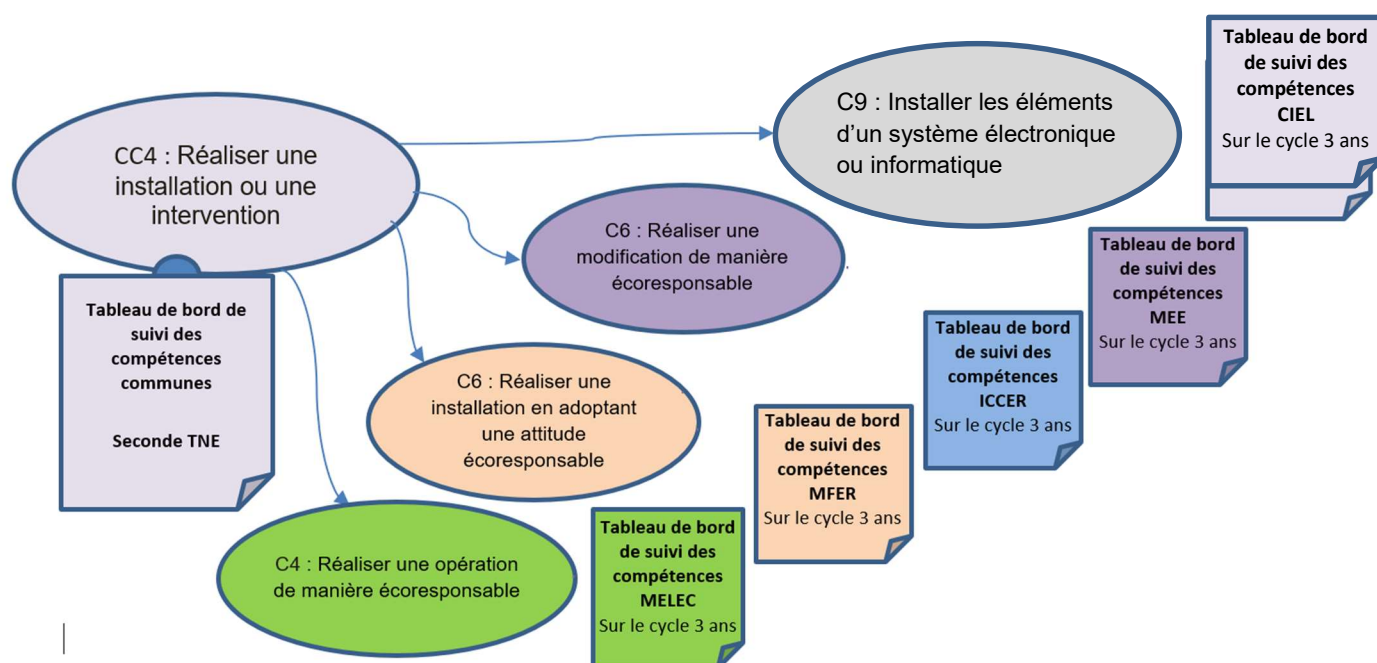 CC4 : Réaliser une
installation ou une
intervention
C9 : Installer les éléments
d’un système électronique
ou informatique
Tableau de bord
de suivi des
compétences
CIEL
Sur le cycle 3 ans
C6 : Réaliser une
modification de manière
écoresponsable
Tableau de bord
de suivi des
compétences
MEE
Sur le cycle 3 ans
Tableau de bord de
suivi des
compétences
communes
Seconde TNE
Tableau de bord
de suivi des
compétences
ICCER
Sur le cycle 3 ans
C6 : Réaliser une
installation en adoptant
une attitude
écoresponsable
Tableau de bord
de suivi des
compétences
MFER
Sur le cycle 3 ans
C4 : Réaliser une opération
de manière écoresponsable
Tableau de bord
de suivi des
compétences
MELEC
Sur le cycle 3 ans